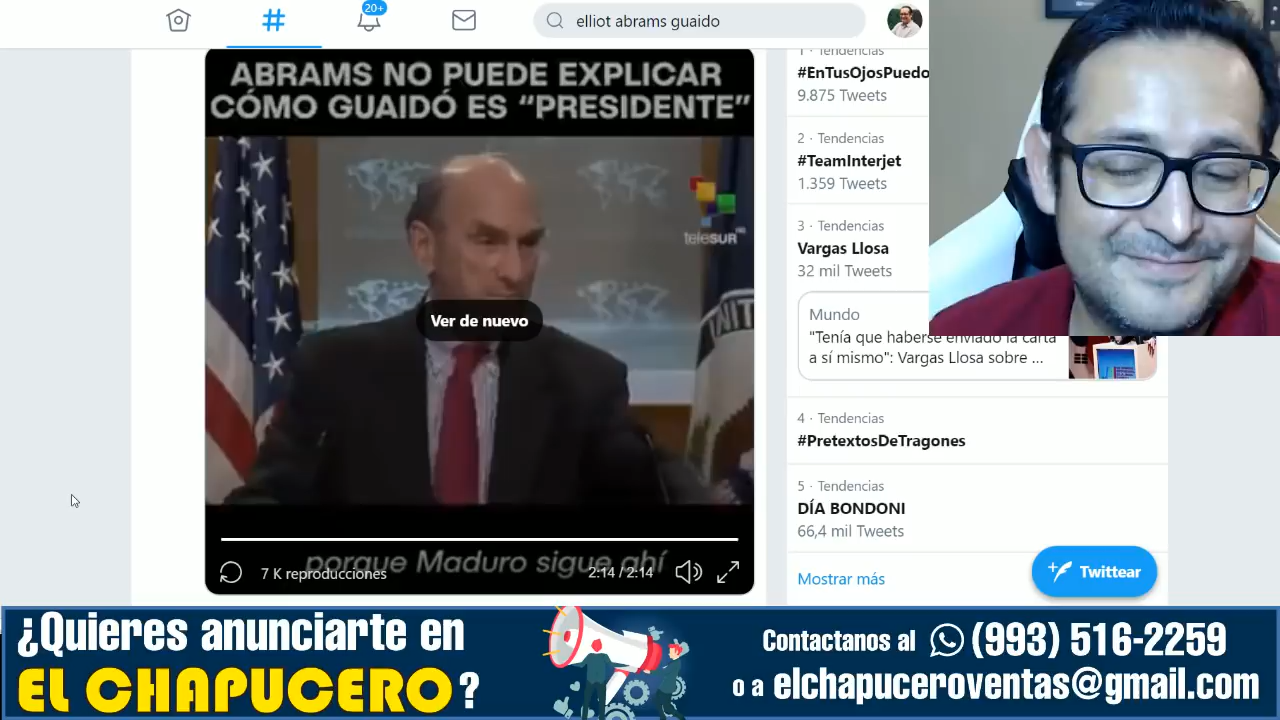 20+
elliot abrams guaido
ABRAMS NO PUEDE EXPLICAR
CÓMO GUAIDÓ ES “PRESIDENTE”
teleSUR
Ver de nuevo
porque Maduro sigue ahí
7 K reproducciones
2:14 / 2:14
1 · Tendencias
#EnTusOjosPuedo
9.875 Tweets
2 · Tendencias
#TeamInterjet
1.359 Tweets
3 · Tendencias
Vargas Llosa
32 mil Tweets
Mundo
"Tenía que haberse enviado la carta
a sí mismo": Vargas Llosa sobre ...
4 · Tendencias
#PretextosDeTragones
5 · Tendencias
DÍA BONDONI
66,4 mil Tweets
Mostrar más
Twittear
¿Quieres anunciarte en
EL CHAPUCERO?
Contactanos al (993) 516-2259
o a elchapuceroventas@gmail.com